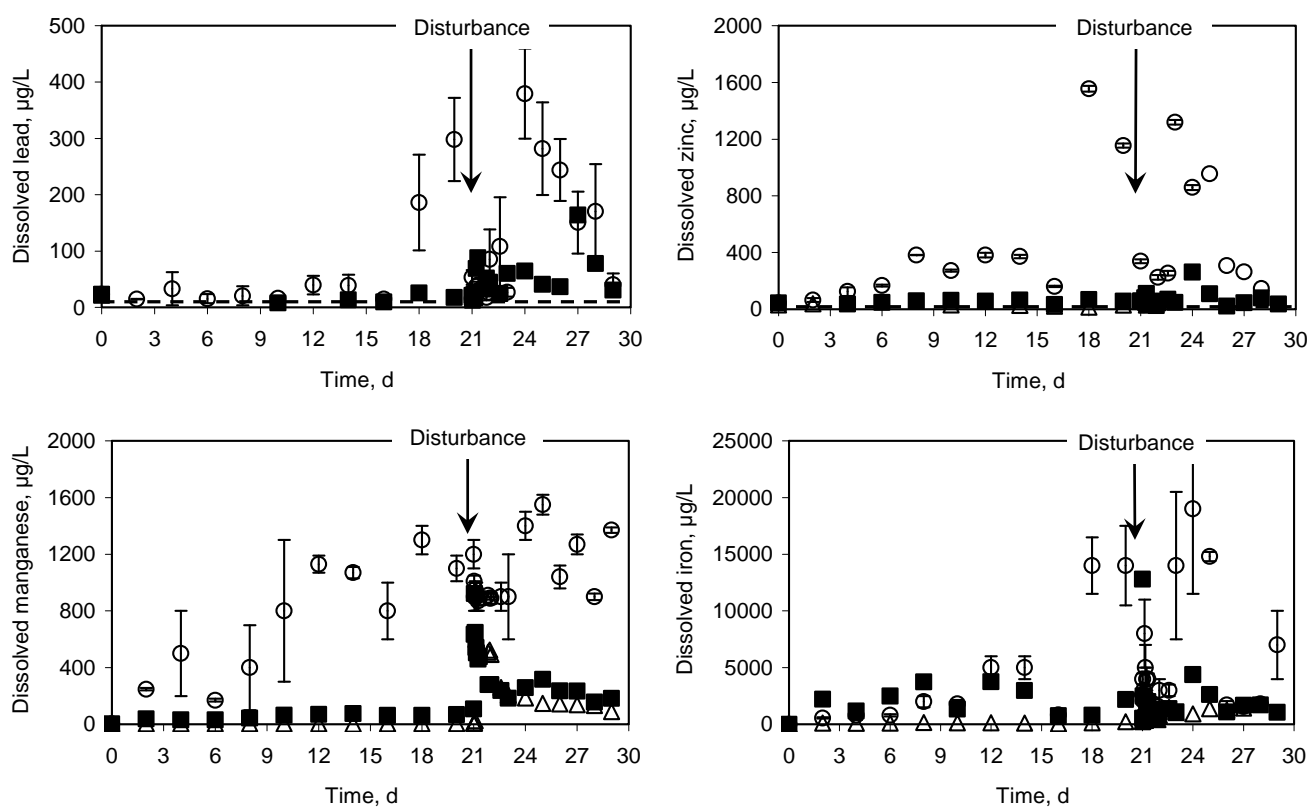 Disturbance
Dissolved lead, µg/L
500
400
300
200
100
0
0 3 6 9 12 15 18 21 24 27 30
Time, d
Disturbance
Dissolved zinc, µg/L
2000
1600
1200
800
400
0
0 3 6 9 12 15 18 21 24 27 30
Time, d
Disturbance
Dissolved manganese, µg/L
2000
1600
1200
800
400
0
0 3 6 9 12 15 18 21 24 27 30
Time, d
Disturbance
Dissolved iron, µg/L
25000
20000
15000
10000
5000
0
0 3 6 9 12 15 18 21 24 27 30
Time, d